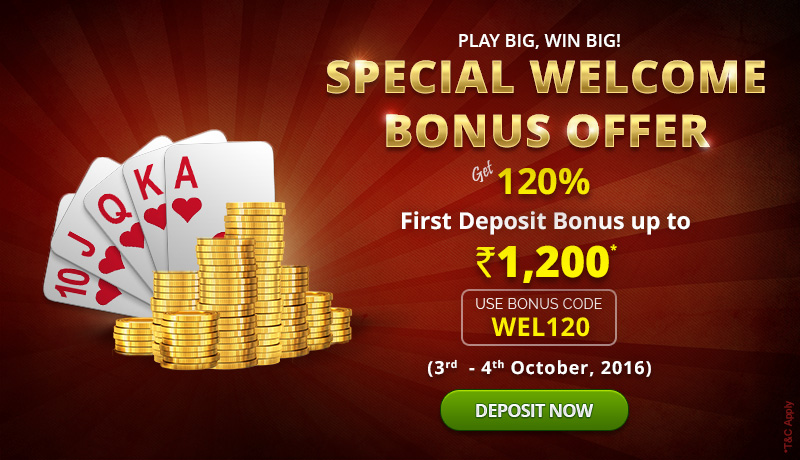 PLAY BIG, WIN BIG!
SPECIAL WELCOME
BONUS OFFER
Get 120%
First Deposit Bonus up to
₹1,200*
USE BONUS CODE
WEL120
(3rd - 4th October, 2016)
DEPOSIT NOW
10
J
Q
K
A
*T&C Apply